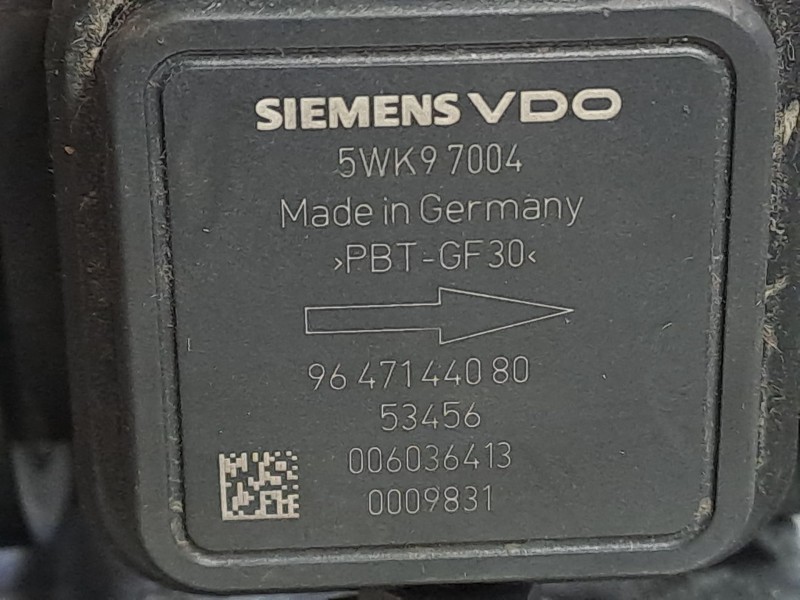 SIEMENS VDO
5WK9 7004
Made in Germany
>PBT-GF30<
96 471 440 80
53456
006036413
0009831